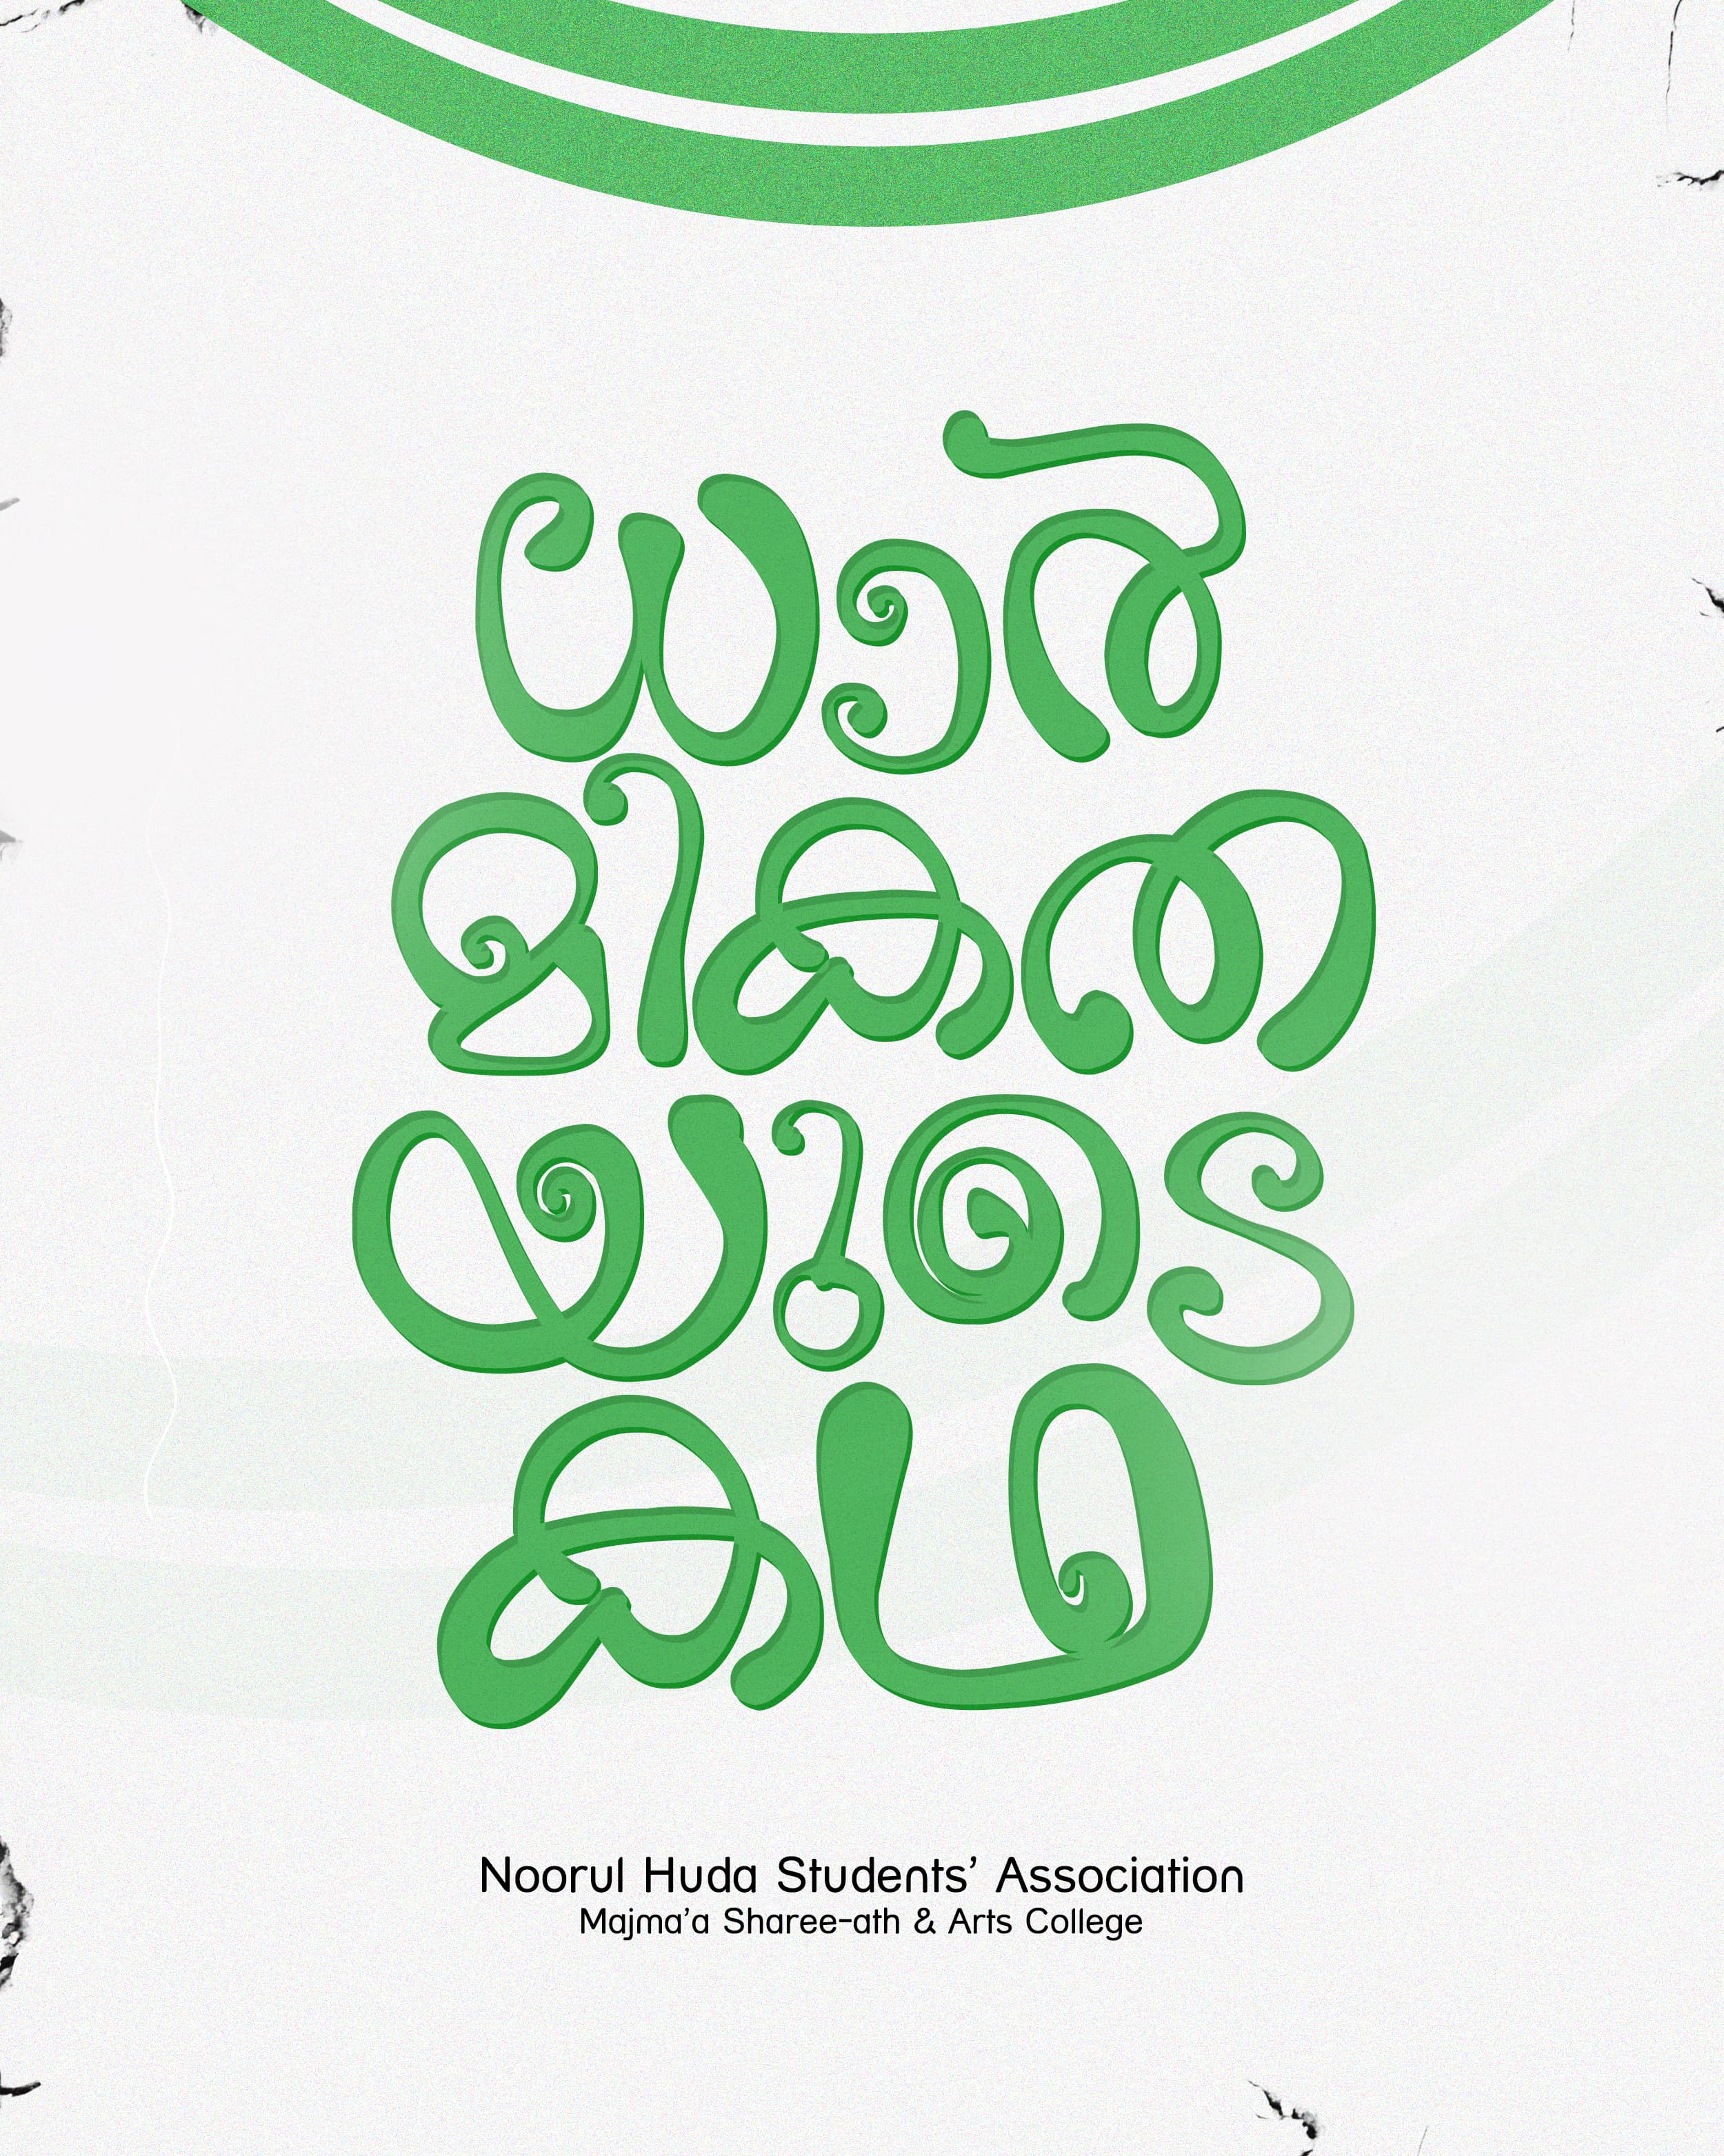 ധാർ
മികത
യുടെ
കഥ
Noorul Huda Students’ Association
Majma’a Sharee-ath & Arts College